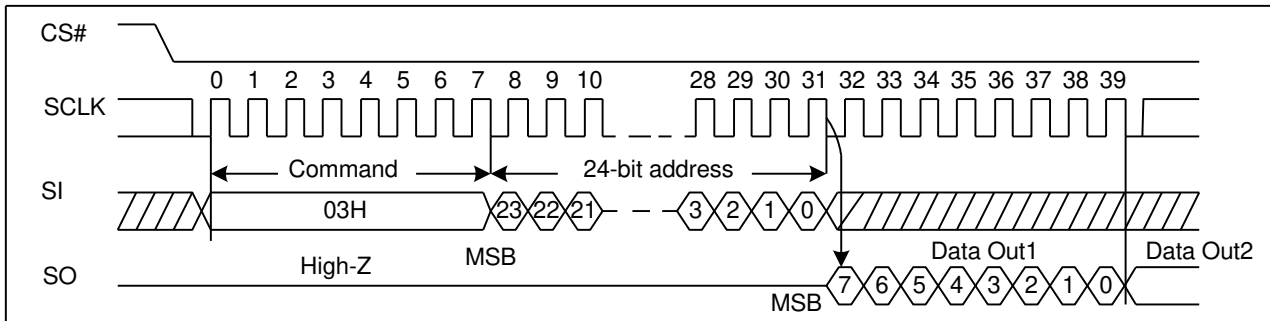 CS#
0 1 2 3 4 5 6 7 8 9 10 28 29 30 31 32 33 34 35 36 37 38 39
SCLK
Command 24-bit address
SI 03H 23 22 21 3 2 1 0
High-Z MSB Data Out1 Data Out2
SO MSB 7 6 5 4 3 2 1 0